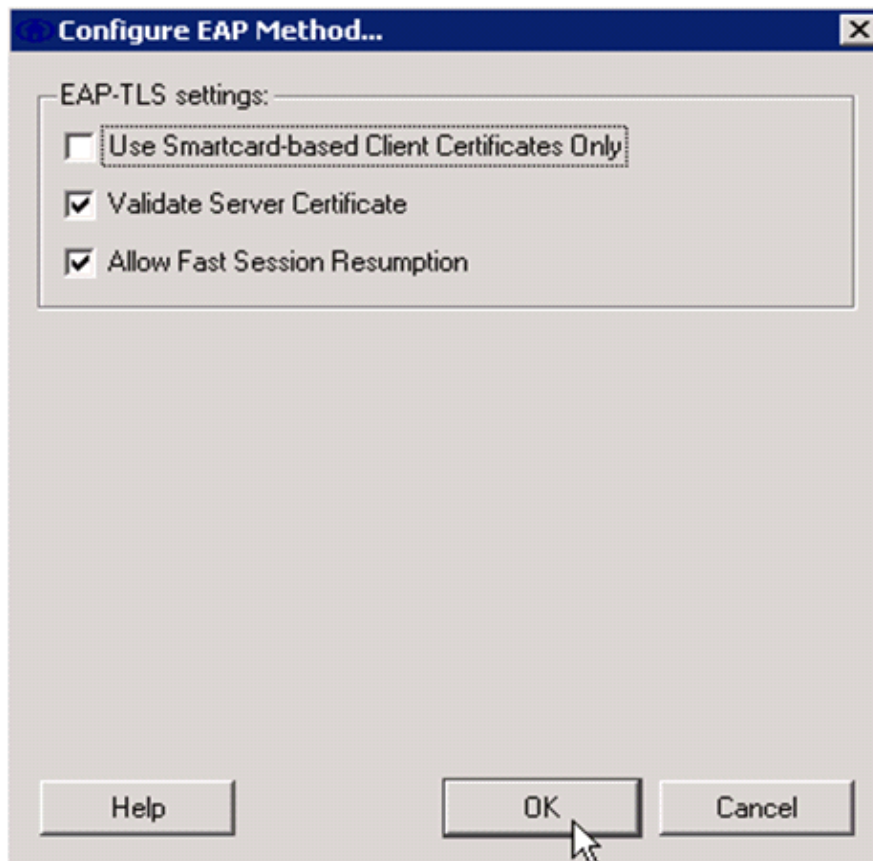 Configure EAP Method...
EAP-TLS settings:
Use Smartcard-based Client Certificates Only
Validate Server Certificate
Allow Fast Session Resumption
Help OK Cancel